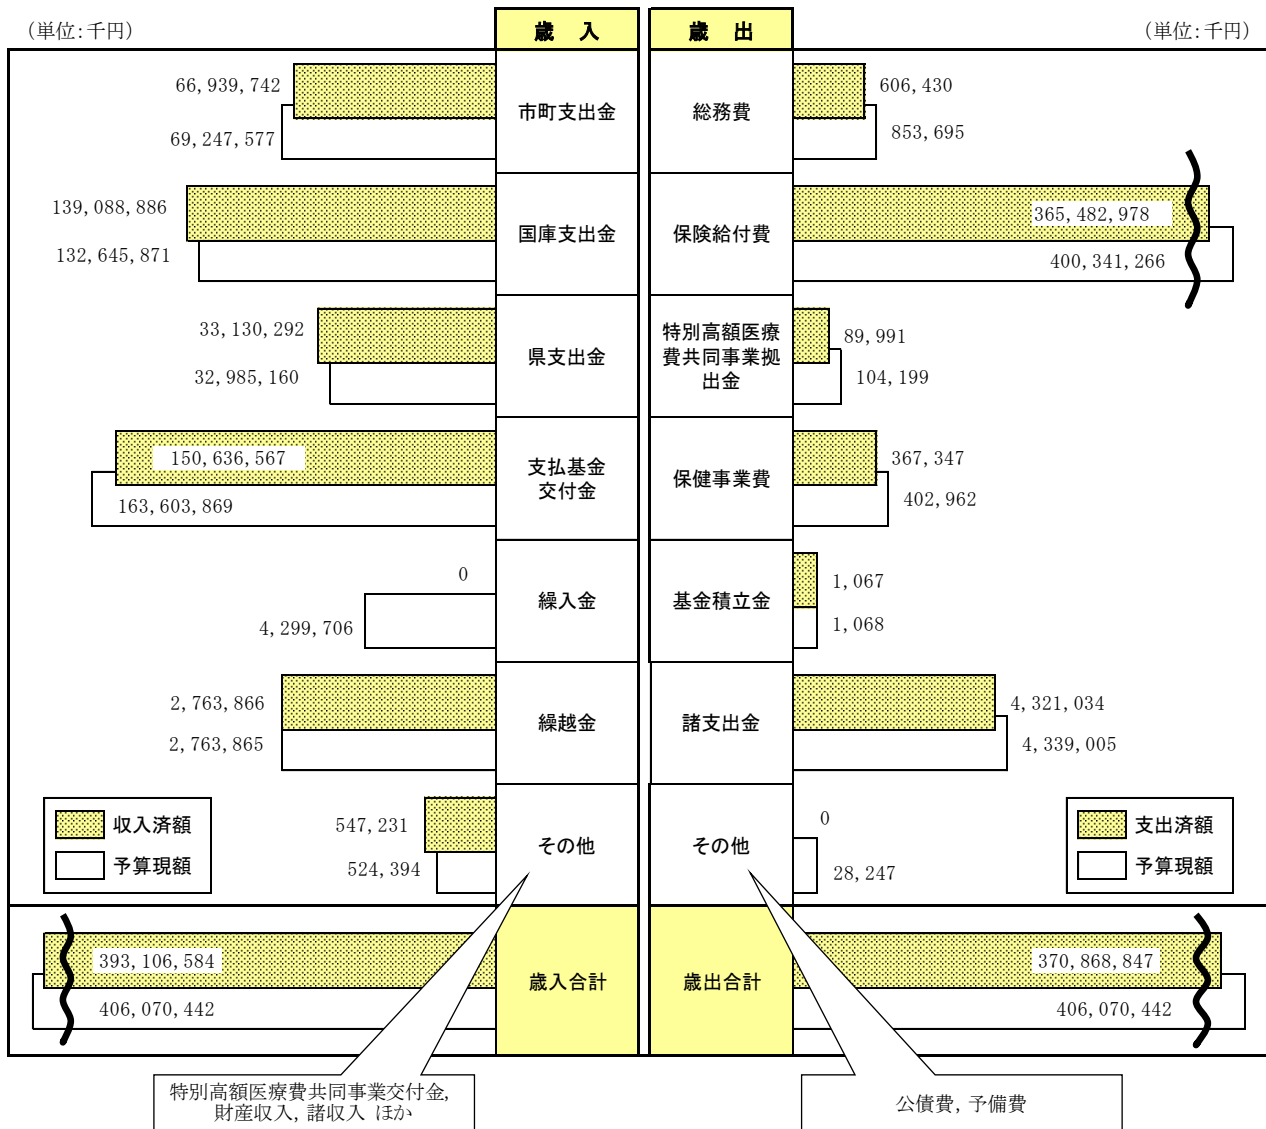 （単位：千円）
歳　入
歳　出
（単位：千円）
66,939,742
69,247,577
市町支出金
総務費
606,430
853,695
139,088,886
132,645,871
国庫支出金
保険給付費
365,482,978
400,341,266
33,130,292
32,985,160
県支出金
特別高額医療
費共同事業拠
出金
89,991
104,199
150,636,567
163,603,869
支払基金
交付金
保健事業費
367,347
402,962
0
4,299,706
繰入金
基金積立金
1,067
1,068
2,763,866
2,763,865
繰越金
諸支出金
4,321,034
4,339,005
収入済額
予算現額
547,231
524,394
その他
その他
0
28,247
支出済額
予算現額
393,106,584
406,070,442
歳入合計
歳出合計
370,868,847
406,070,442
特別高額医療費共同事業交付金，
財産収入，諸収入 ほか
公債費，予備費